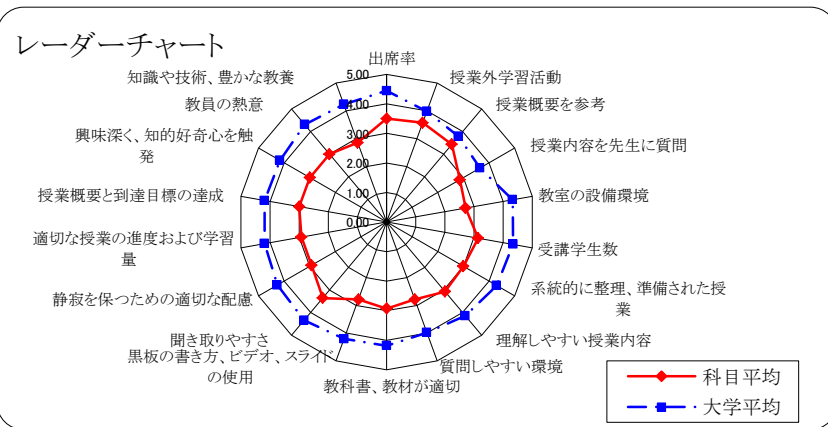 レーダーチャート
出席率
授業外学習活動
授業概要を参考
授業内容を先生に質問
教室の設備環境
受講学生数
系統的に整理、準備された授
業
理解しやすい授業内容
質問しやすい環境
教科書、教材が適切
黒板の書き方、ビデオ、スライド
の使用
聞き取りやすさ
静寂を保つための適切な配慮
適切な授業の進度および学習
量
授業概要と到達目標の達成
興味深く、知的好奇心を触
発
教員の熱意
知識や技術、豊かな教養
5.00
4.00
3.00
2.00
1.00
0.00
科目平均
大学平均